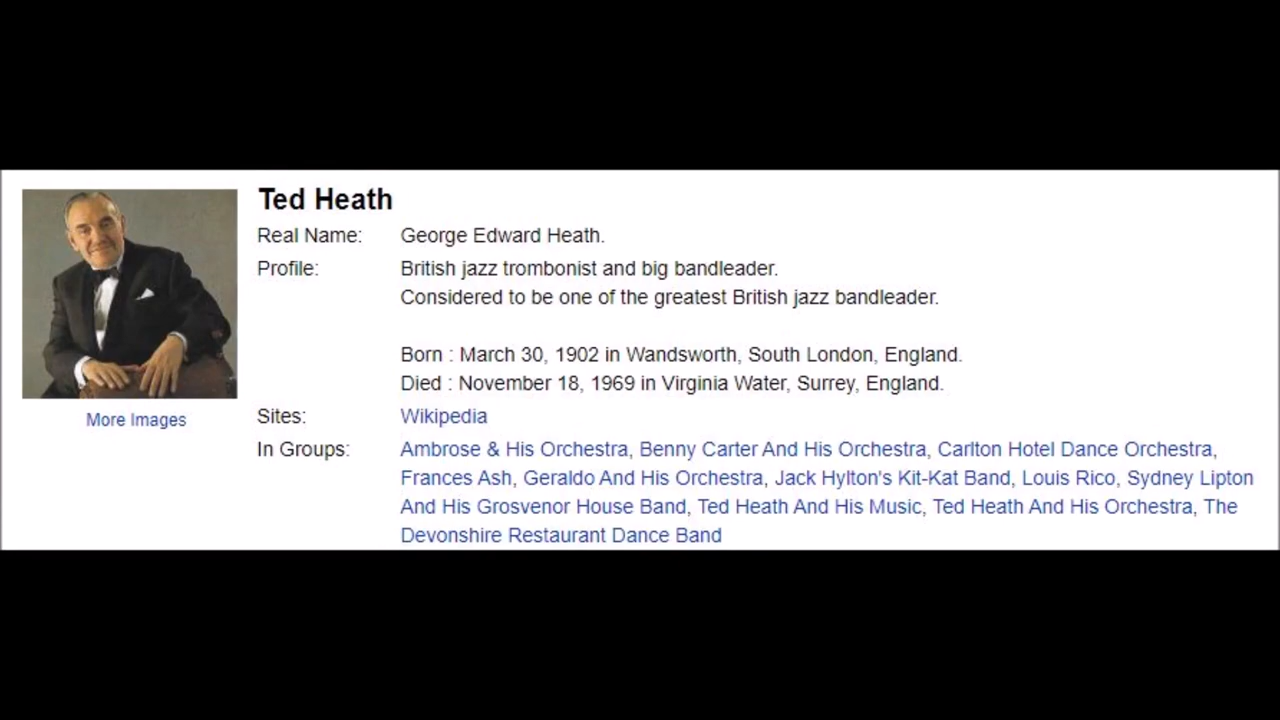 Ted Heath
Real Name: George Edward Heath.
Profile: British jazz trombonist and big bandleader.
Considered to be one of the greatest British jazz bandleader.
Born : March 30, 1902 in Wandsworth, South London, England.
Died : November 18, 1969 in Virginia Water, Surrey, England.
More Images
Sites: Wikipedia
In Groups: Ambrose & His Orchestra, Benny Carter And His Orchestra, Carlton Hotel Dance Orchestra,
Frances Ash, Geraldo And His Orchestra, Jack Hylton's Kit-Kat Band, Louis Rico, Sydney Lipton
And His Grosvenor House Band, Ted Heath And His Music, Ted Heath And His Orchestra, The
Devonshire Restaurant Dance Band